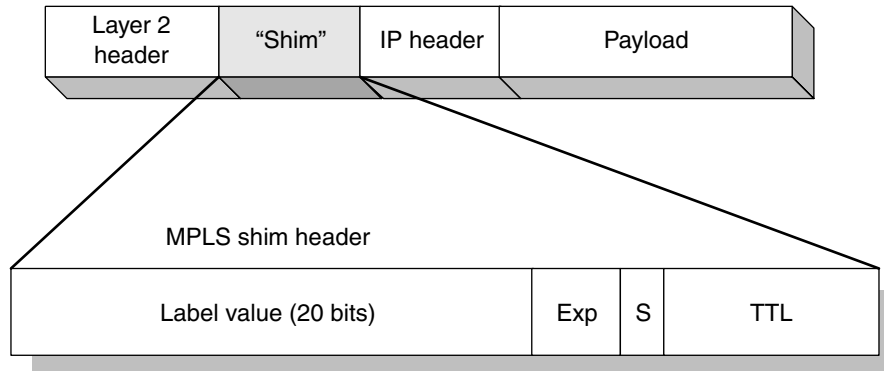 Layer 2
header
“Shim”
IP header
Payload
MPLS shim header
Label value (20 bits)
Exp
S
TTL